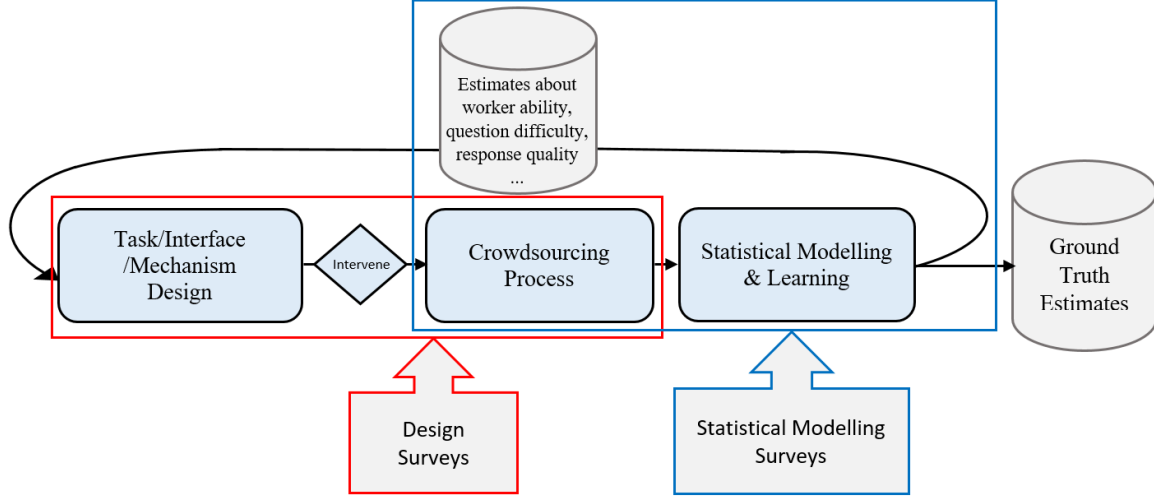 Estimates about
worker ability,
question difficulty,
response quality
...
Task/Interface
/Mechanism
Design
Intervene
Crowdsourcing
Process
Statistical Modelling
& Learning
Ground
Truth
Estimates
Design
Surveys
Statistical Modelling
Surveys